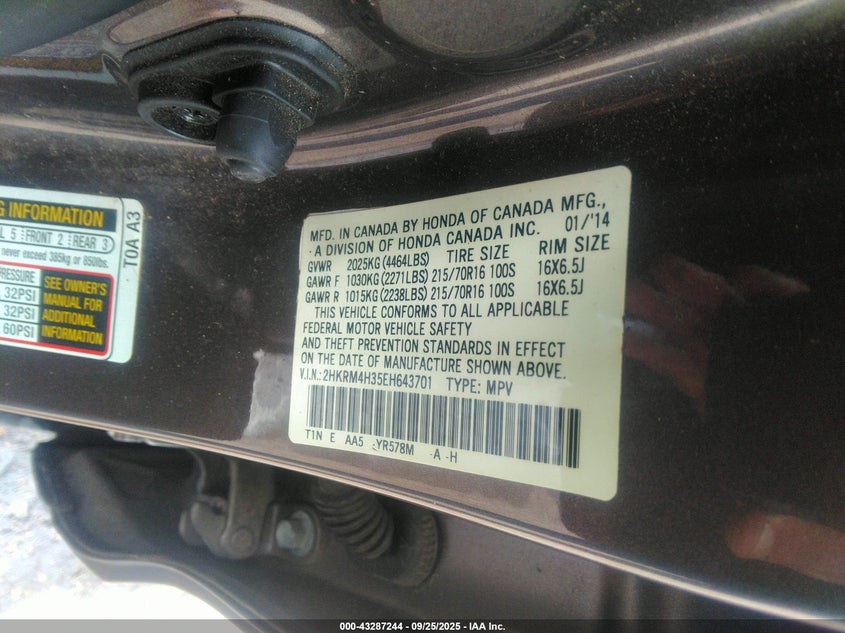 G INFORMATION
L 5 FRONT 2 REAR 3
never exceed 385kg or 850lbs.
PRESSURE
32PSI
32PSI
60PSI
SEE OWNER'S
MANUAL FOR
ADDITIONAL
INFORMATION
T0A A3
MFD. IN CANADA BY HONDA OF CANADA MFG.,
A DIVISION OF HONDA CANADA INC. 01/'14
GVWR 2025KG(4464LBS) TIRE SIZE RIM SIZE
GAWR F 1030KG(2271LBS) 215/70R16 100S 16X6.5J
GAWR R 1015KG(2238LBS) 215/70R16 100S 16X6.5J
THIS VEHICLE CONFORMS TO ALL APPLICABLE
FEDERAL MOTOR VEHICLE SAFETY
AND THEFT PREVENTION STANDARDS IN EFFECT
ON THE DATE OF MANUFACTURE SHOWN ABOVE.
V.I.N.:2HKRM4H35EH643701 TYPE: MPV
T1N E AA5 -YR578M -A -H
000-43287244 - 09/25/2025 - IAA Inc.